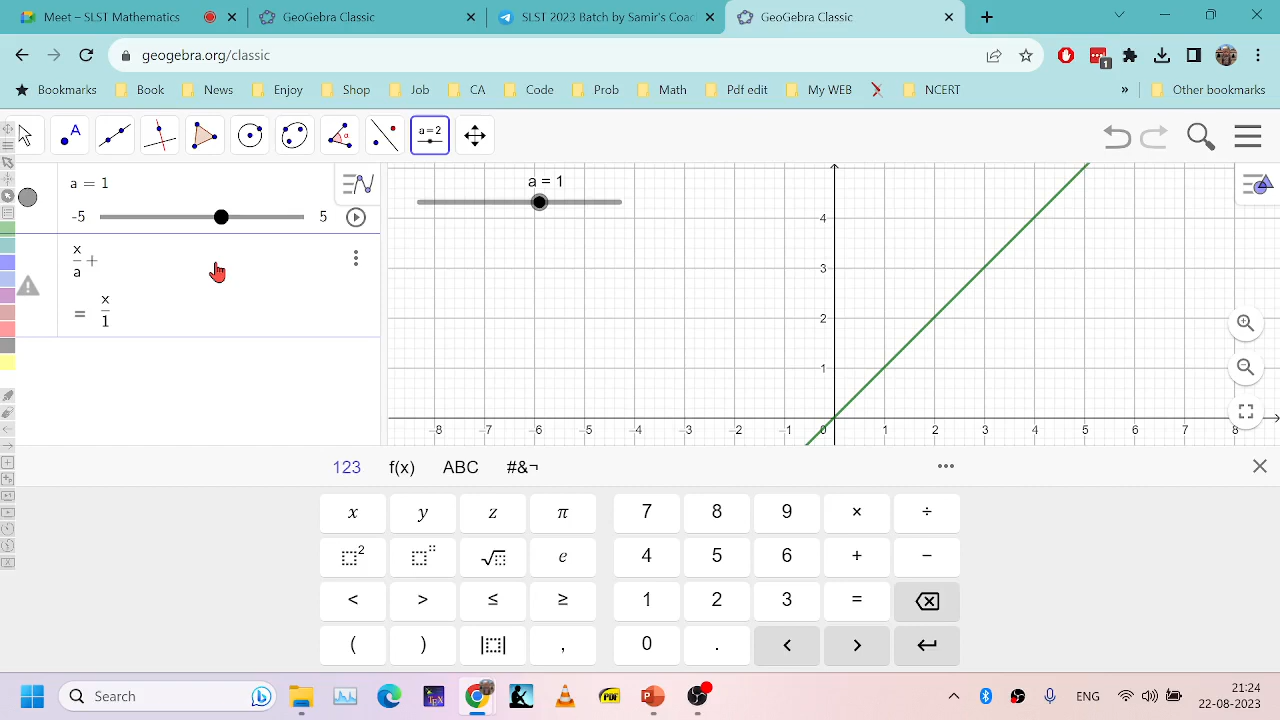 Meet – SLST Mathematics
GeoGebra Classic
SLST 2023 Batch by Samir's Coac
GeoGebra Classic
geogebra.org/classic
1
Bookmarks
Book
News
Enjoy
Shop
Job
CA
Code
Prob
Math
Pdf edit
My WEB
NCERT
»
Other bookmarks
A
α
a=2
a = 1
-5
5
x
a
+
= x
1
a = 1
4
3
2
1
–8 –7 –6 –5 –4 –3 –2 –1 0 1 2 3 4 5 6 7 8
123 f(x) ABC #&¬
x y z π 7 8 9 × ÷
2 e 4 5 6 + −
< > ≤ ≥ 1 2 3 =
( ) , 0 . < >
Search
PDF
ENG
21:24
22-08-2023